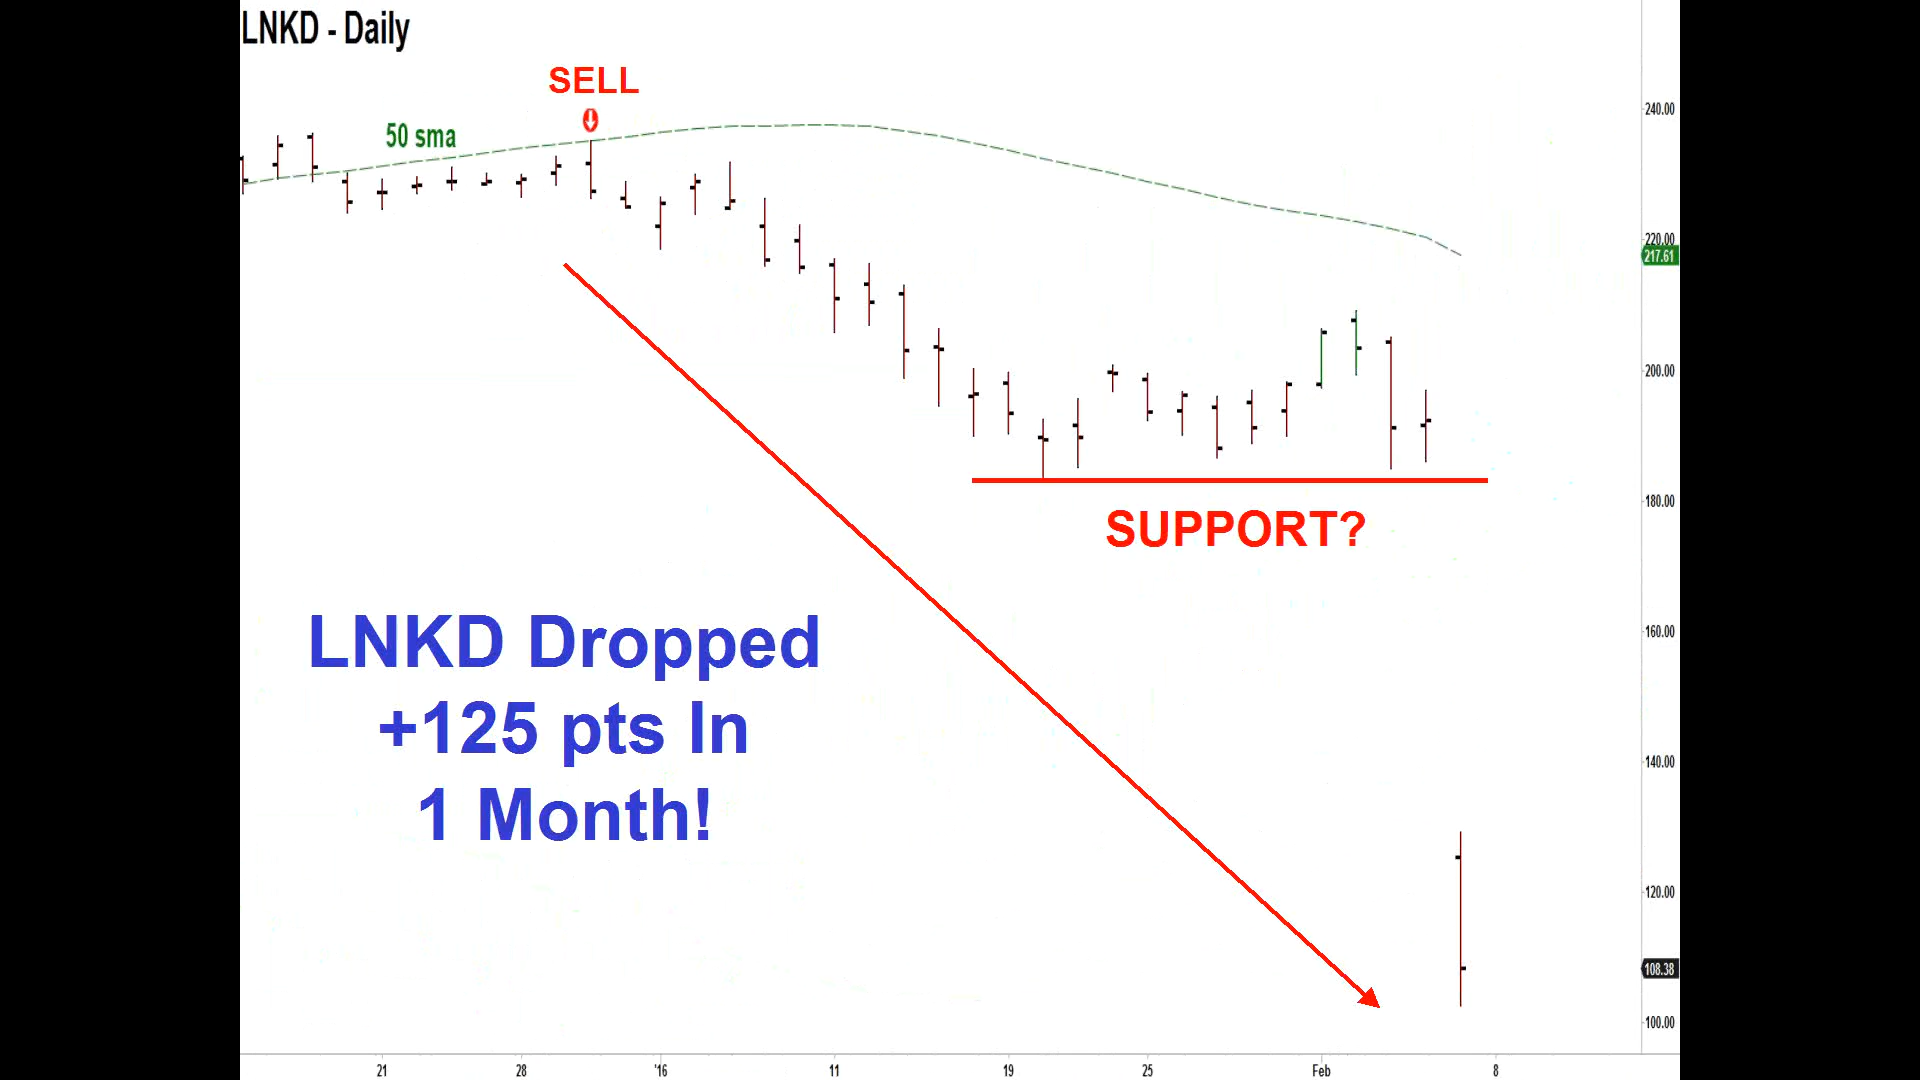 LNKD - Daily
SELL
50 sma
240.00
220.00
217.61
200.00
180.00
SUPPORT?
160.00
LNKD Dropped
+125 pts In
1 Month!
140.00
120.00
108.38
100.00
21 28 '16 11 19 25 Feb 8